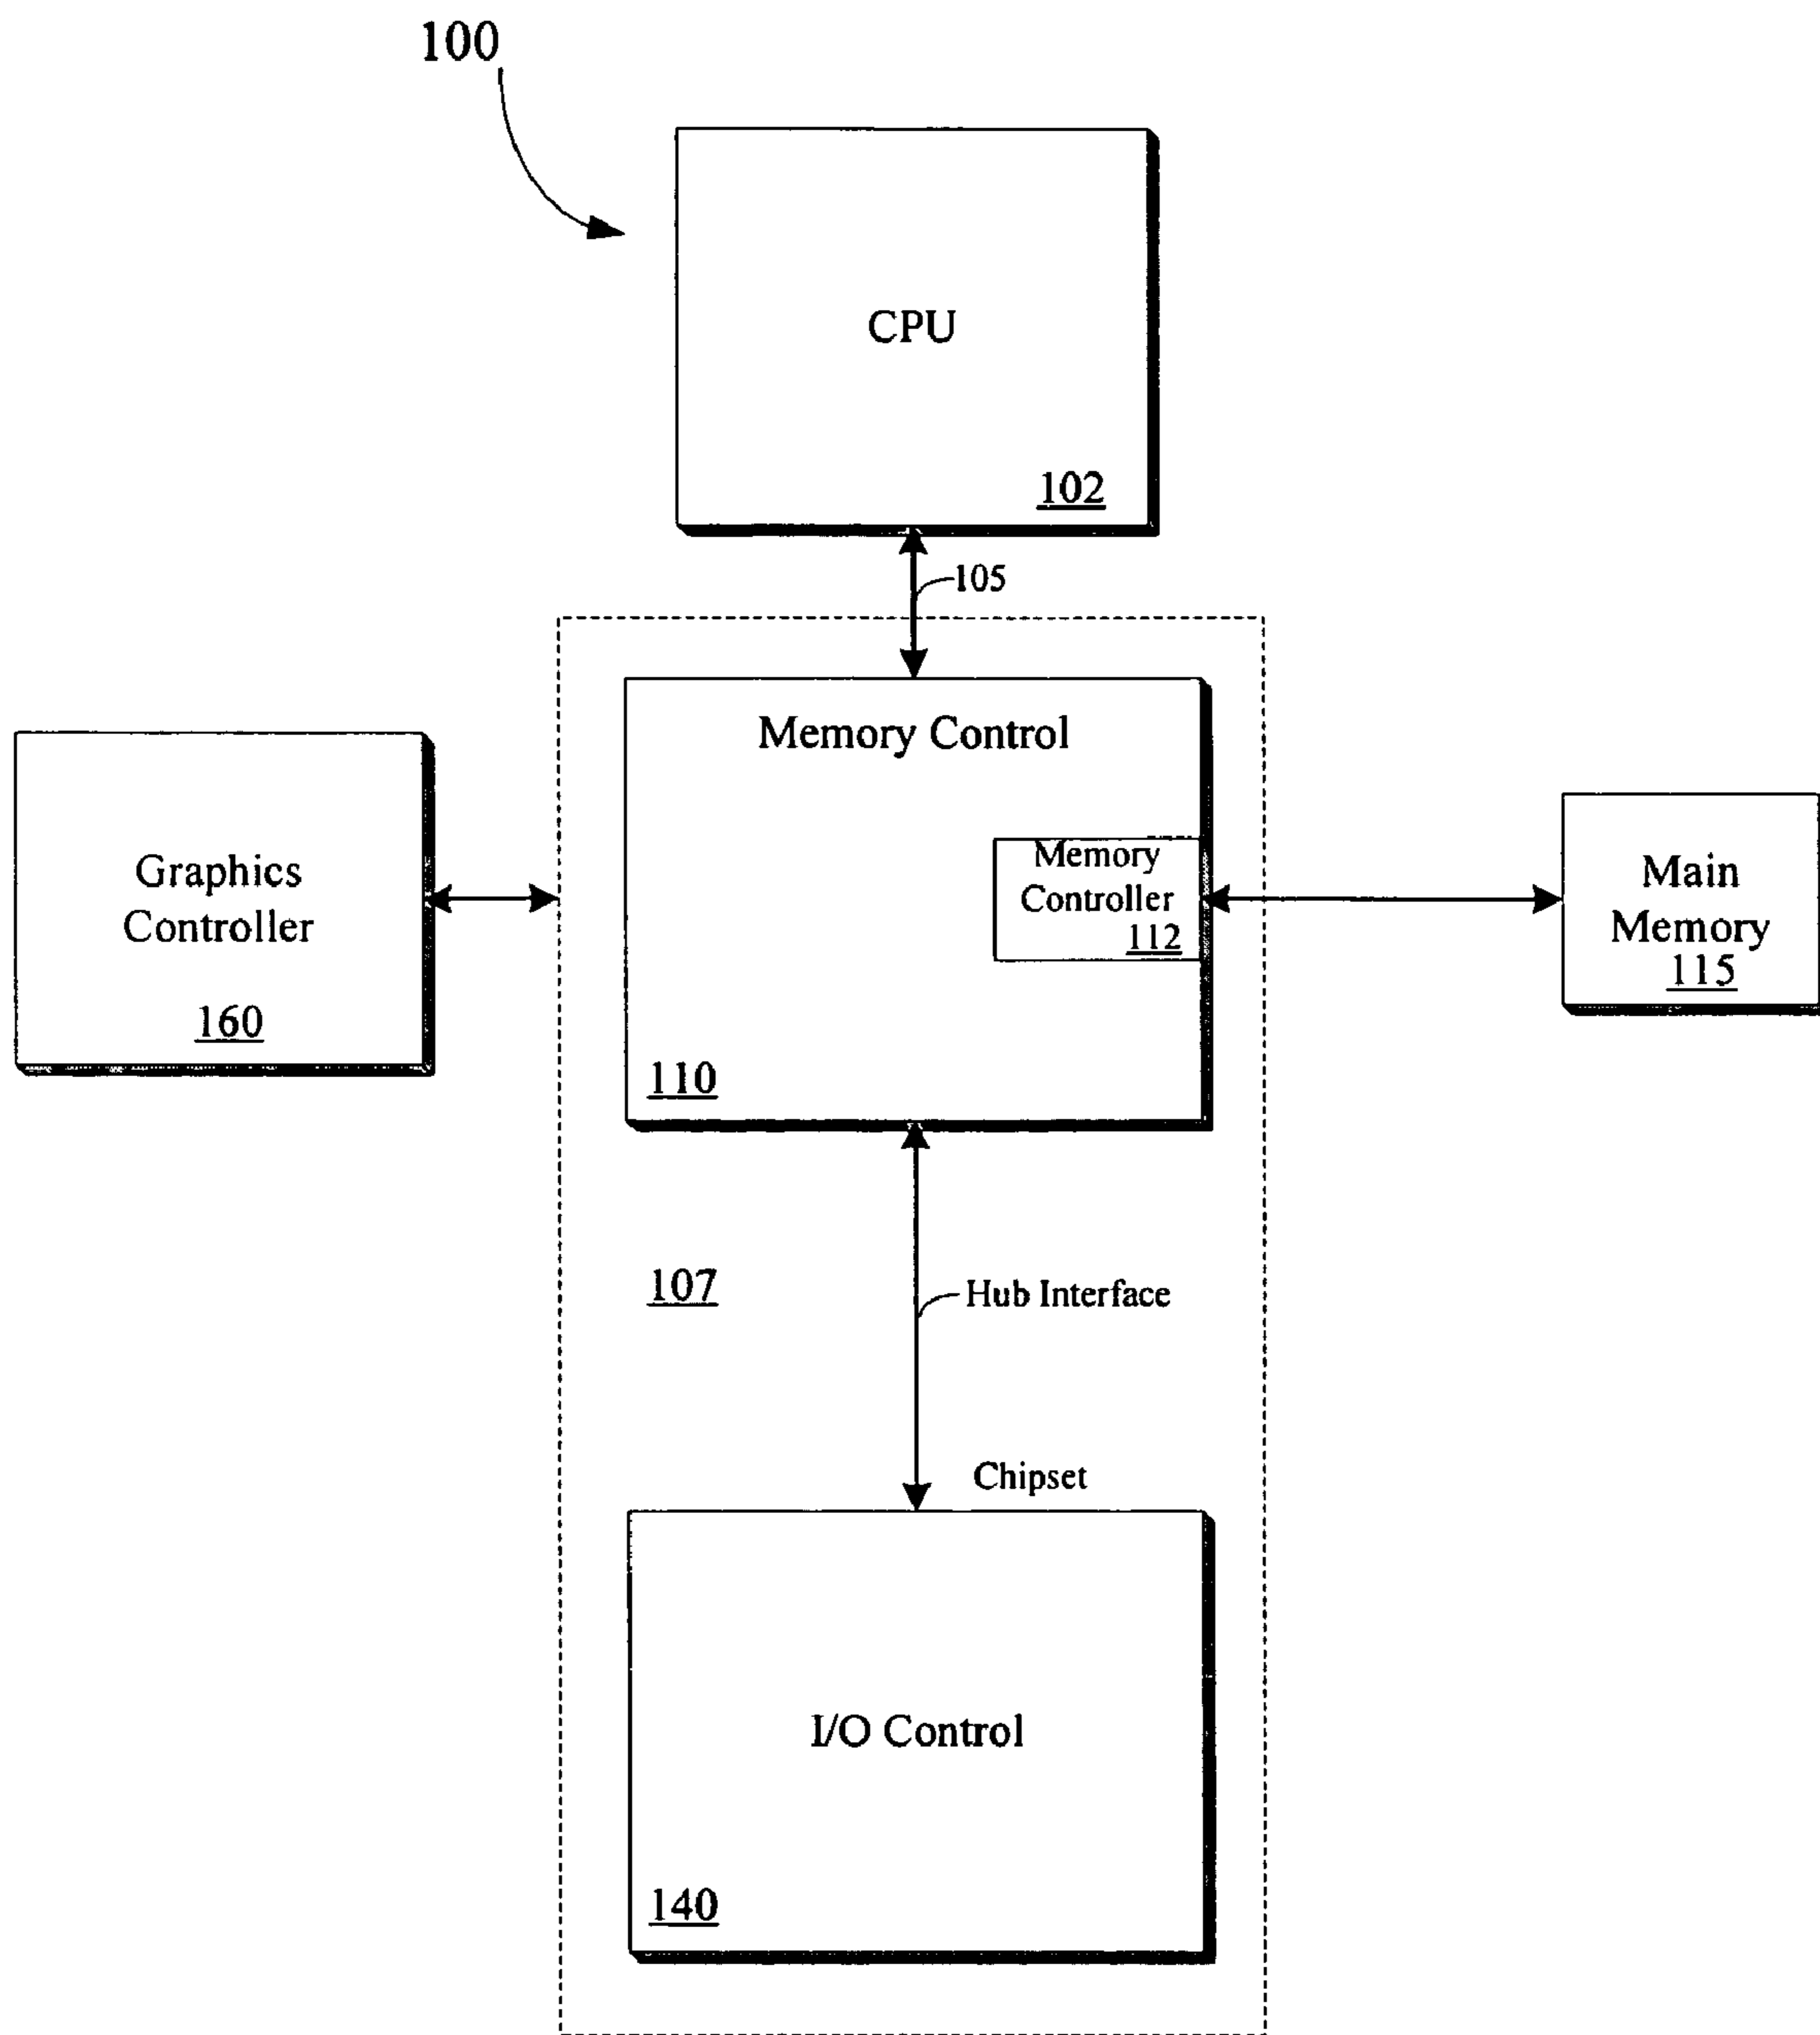 100
CPU
102
105
Memory Control
Memory
Controller
112
110
Graphics
Controller
160
Main
Memory
115
107
Hub Interface
Chipset
I/O Control
140